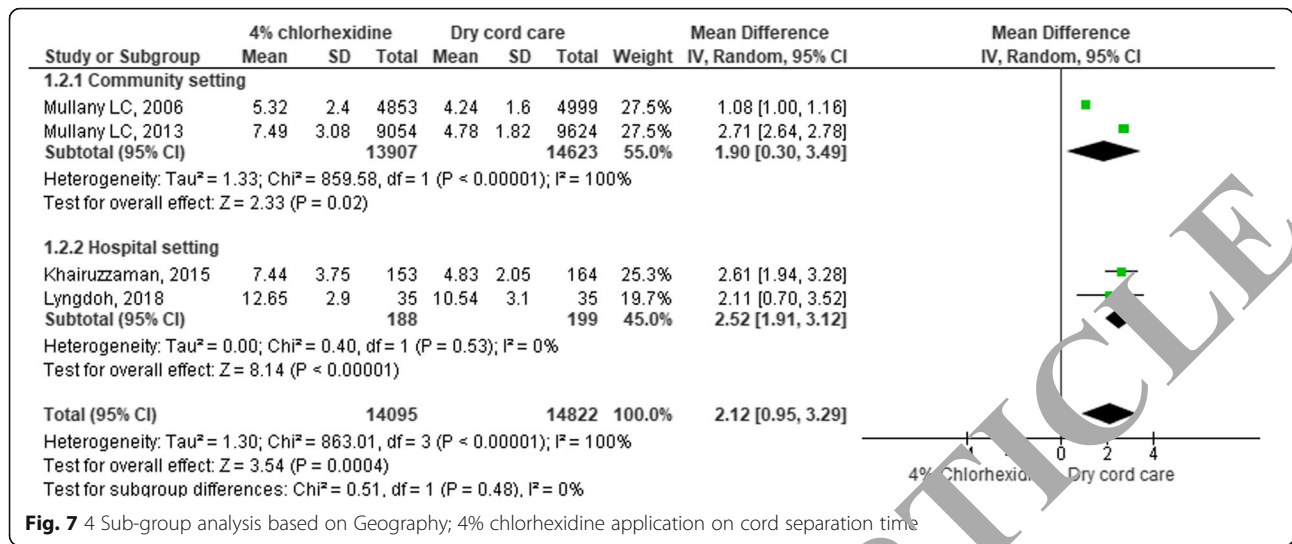 4% chlorhexidine Dry cord care Mean Difference Mean Difference
Study or Subgroup Mean SD Total Mean SD Total Weight IV, Random, 95% CI IV, Random, 95% CI
1.2.1 Community setting
Mullany LC, 2006 5.32 2.4 4853 4.24 1.6 4999 27.5% 1.08 [1.00, 1.16]
Mullany LC, 2013 7.49 3.08 9054 4.78 1.82 9624 27.5% 2.71 [2.64, 2.78]
Subtotal (95% CI) 13907 14623 55.0% 1.90 [0.30, 3.49]
Heterogeneity: Tau² = 1.33; Chi² = 859.58, df = 1 (P < 0.00001); I² = 100%
Test for overall effect: Z = 2.33 (P = 0.02)
1.2.2 Hospital setting
Khairuzzaman, 2015 7.44 3.75 153 4.83 2.05 164 25.3% 2.61 [1.94, 3.28]
Lyngdoh, 2018 12.65 2.9 35 10.54 3.1 35 19.7% 2.11 [0.70, 3.52]
Subtotal (95% CI) 188 199 45.0% 2.52 [1.91, 3.12]
Heterogeneity: Tau² = 0.00; Chi² = 0.40, df = 1 (P = 0.53); I² = 0%
Test for overall effect: Z = 8.14 (P < 0.00001)
Total (95% CI) 14095 14822 100.0% 2.12 [0.95, 3.29]
Heterogeneity: Tau² = 1.30; Chi² = 863.01, df = 3 (P < 0.00001); I² = 100%
Test for overall effect: Z = 3.54 (P = 0.0004)
Test for subgroup differences: Chi² = 0.51, df = 1 (P = 0.48), I² = 0%
0 2 4
4% Dry cord care
Fig. 7 4 Sub-group analysis based on Geography; 4% chlorhexidine application on cord separation time
TICLE